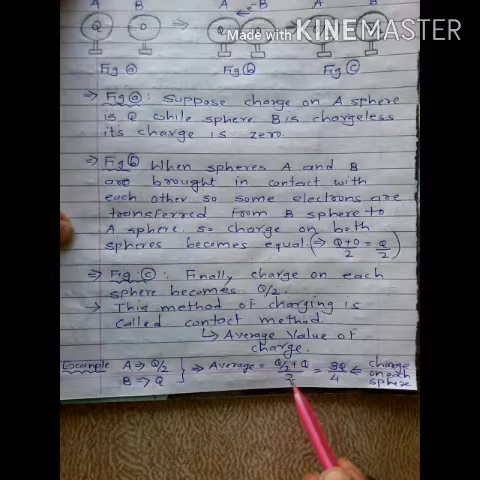 A B A B A B
Q O
Made with KINEMASTER
Fig (a) Fig (b) Fig (c)
⇒ Fig (a): Suppose charge on A sphere
is Q while sphere B is chargeless
its charge is zero.
⇒ Fig (b) When spheres A and B
are brought in contact with
each other so some electrons are
transferred from B sphere to
A sphere. so charge on both
spheres becomes equal. (⇒ Q+0/2 = Q/2)
⇒ Fig (c): Finally charge on each
sphere becomes Q/2.
→ This method of charging is
called contact method.
↳ Average Value of
charge.
Example A ⇒ Q/2
B ⇒ Q } ⇒ Average = Q/2 + Q / 2 = 3Q/4 ← Charge
on each
sphere